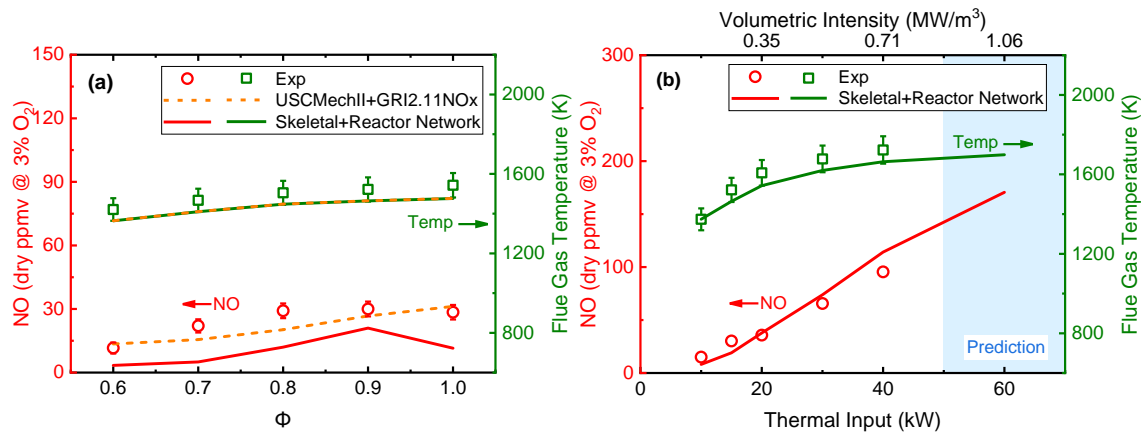 (a)
Exp
USCMechII+GRI2.11NOx
Skeletal+Reactor Network
NO (dry ppmv @ 3% O₂)
150
120
90
60
30
0
0.6
0.7
0.8
0.9
1.0
Φ
Temp
NO
2000
1600
1200
800
Flue Gas Temperature (K)
Volumetric Intensity (MW/m³)
0.35
0.71
1.06
(b)
Exp
Skeletal+Reactor Network
NO (dry ppmv @ 3% O₂)
300
200
100
0
0
20
40
60
Thermal Input (kW)
Temp
NO
Prediction
2000
1600
1200
800
Flue Gas Temperature (K)